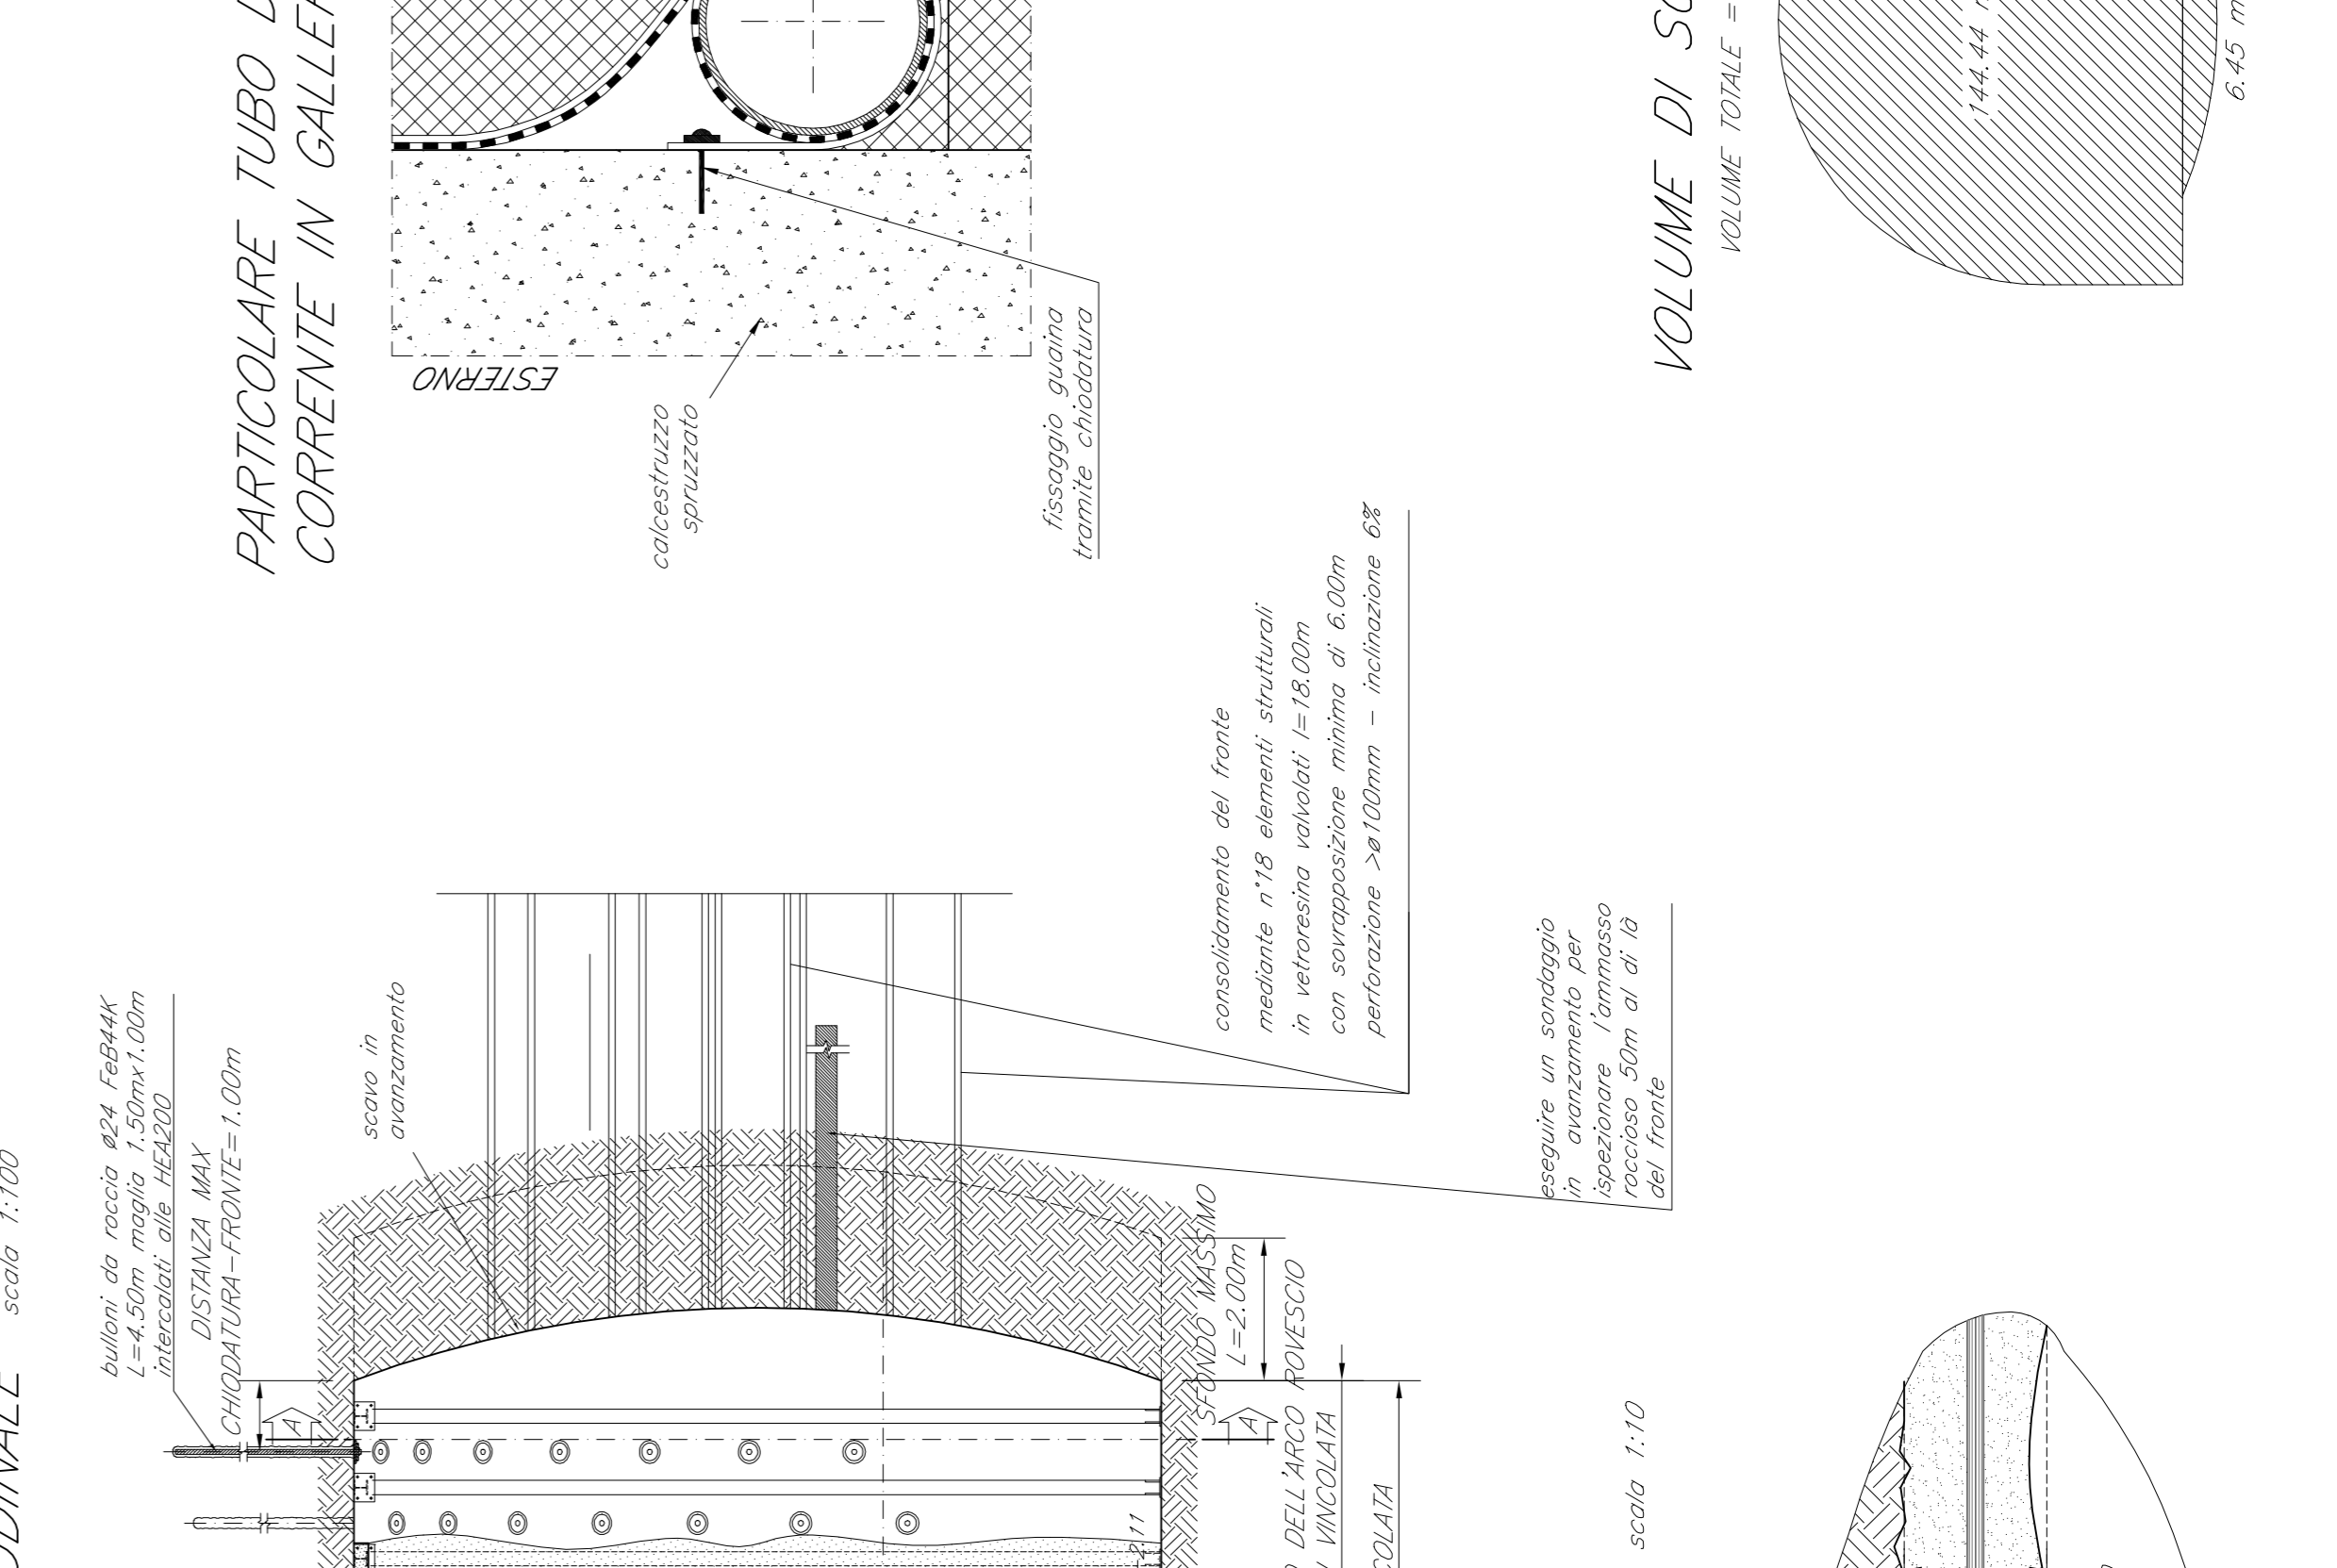 PARTICOLARE TUBO
CORRENTE IN
ESTERNO
calcestruzzo
spruzzato
fissaggio guaina
tramite chiodatura
VOLUME DI
VOLUME TOTALE =
144.44
6.45
scala 1:100
bulloni da roccia ø24 FeB44K
L=4.50m maglia 1.50mx1.00m
intercalati alle HEA200
DISTANZA MAX
CHIODATURA-FRONTE=1.00m
scavo in
avanzamento
consolidamento del fronte
mediante n°18 elementi strutturali
in vetroresina valvolati l=18.00m
con sovrapposizione minima di 6.00m
perforazione >ø100mm - inclinazione 6%
eseguire un sondaggio
in avanzamento per
ispezionare l'ammasso
roccioso 50m al di là
del fronte
SFONDO MASSIMO
L=2.00m
DELL'ARCO ROVESCIO
VINCOLATA
COLATA
A
A
2.11
scala 1:10